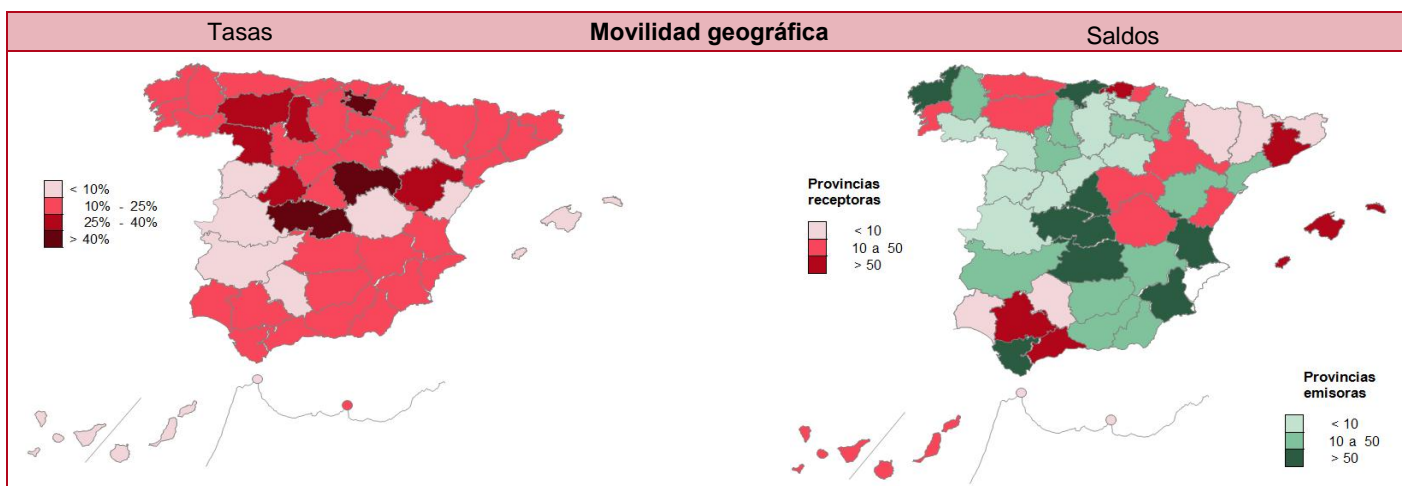 Tasas Movilidad geográfica Saldos
< 10%
10% - 25%
25% - 40%
> 40%
Provincias
receptoras
< 10
10 a 50
> 50
Provincias
emisoras
< 10
10 a 50
> 50